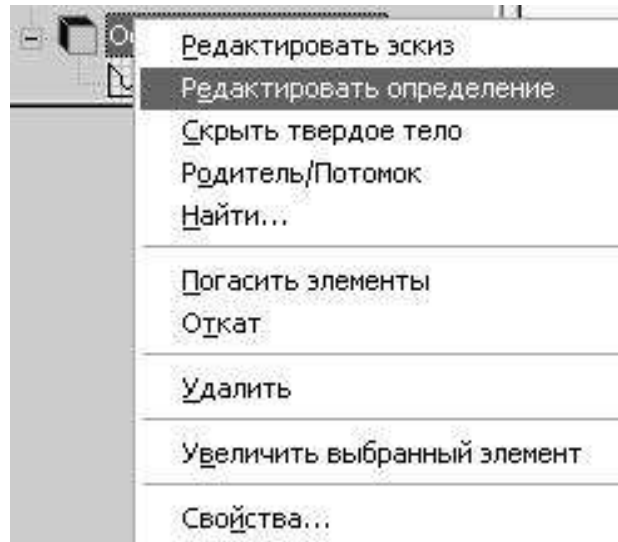 Редактировать эскиз
Редактировать определение
Скрыть твердое тело
Родитель/Потомок
Найти...
Погасить элементы
Откат
Удалить
Увеличить выбранный элемент
Свойства...